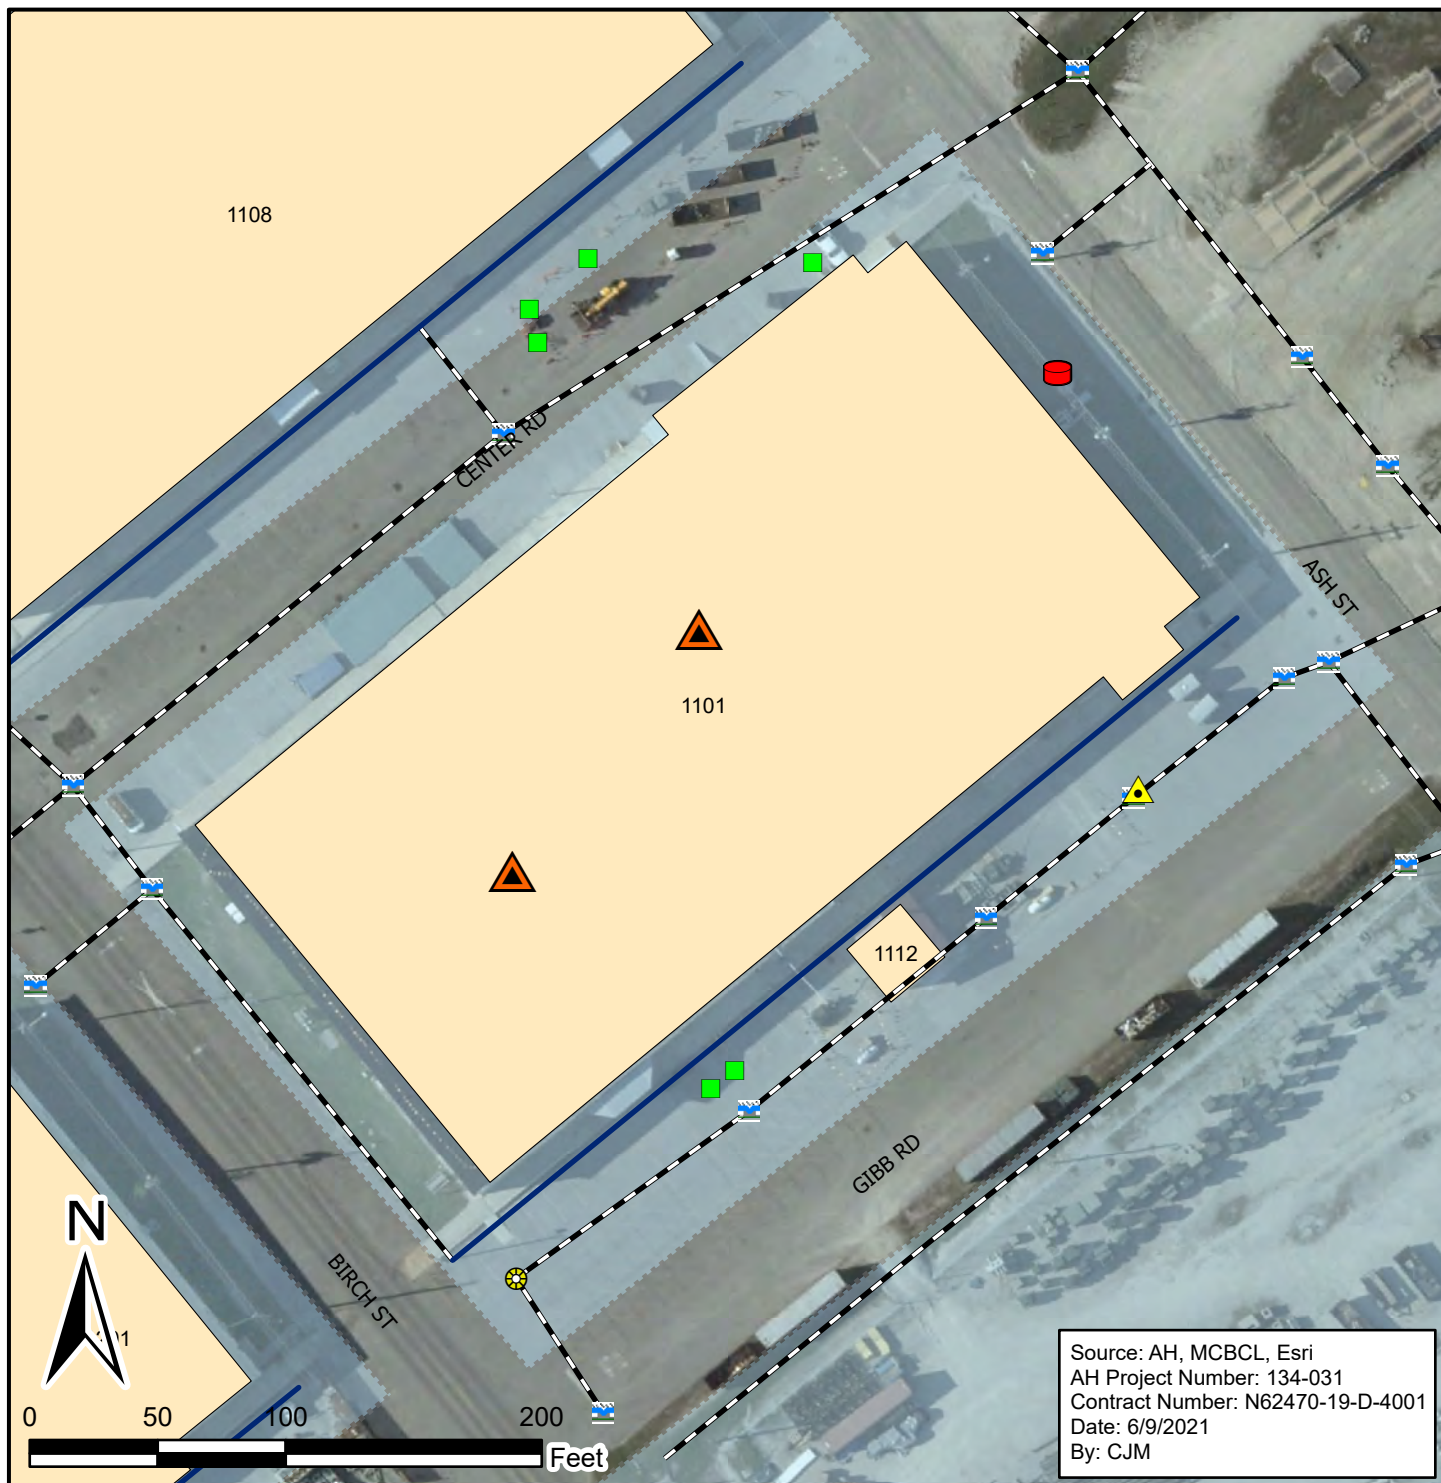 1108
CENTER RD
ASH ST
1101
1112
GIBB RD
N
BIRCH ST
0 50 100 200
Feet
Source: AH, MCBCL, Esri
AH Project Number: 134-031
Contract Number: N62470-19-D-4001
Date: 6/9/2021
By: CJM